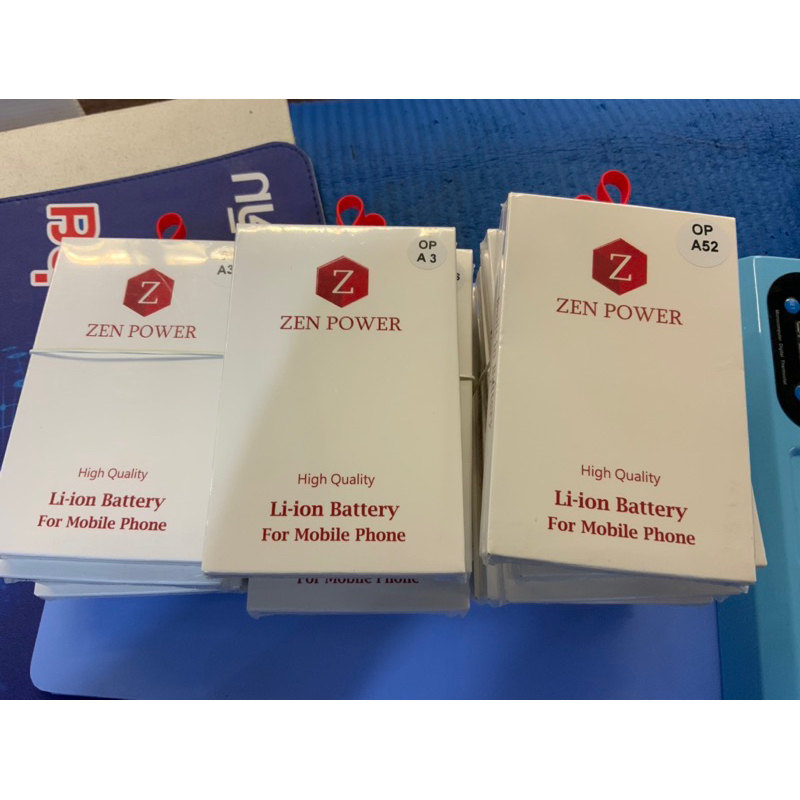 A3
Z
ZEN POWER
High Quality
Li-ion Battery
For Mobile Phone
OP
A 3
Z
ZEN POWER
High Quality
Li-ion Battery
For Mobile Phone
For Mobile Phone
OP
A52
Z
ZEN POWER
High Quality
Li-ion Battery
For Mobile Phone